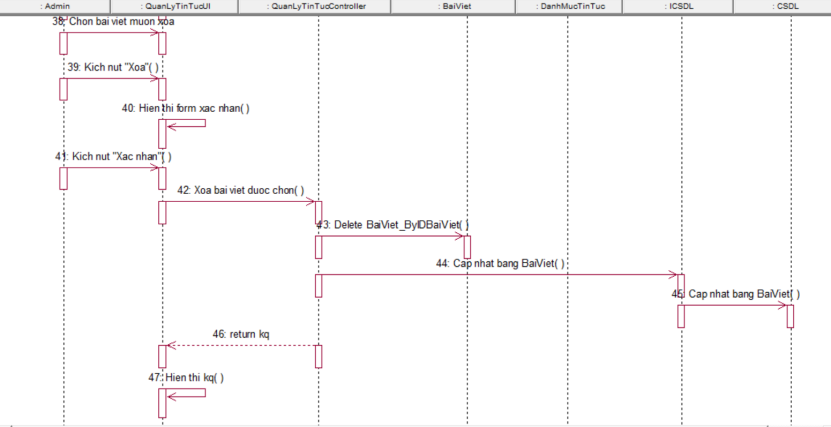 : Admin
: QuanLyTinTucUI
: QuanLyTinTucController
: BaiViet
: DanhMucTinTuc
: ICSDL
: CSDL
38: Chon bai viet muon xoa
39: Kich nut "Xoa"( )
40: Hien thi form xac nhan( )
41: Kich nut "Xac nhan"( )
42: Xoa bai viet duoc chon( )
43: Delete BaiViet_ByIDBaiViet( )
44: Cap nhat bang BaiViet( )
45: Cap nhat bang BaiViet( )
46: return kq
47: Hien thi kq( )